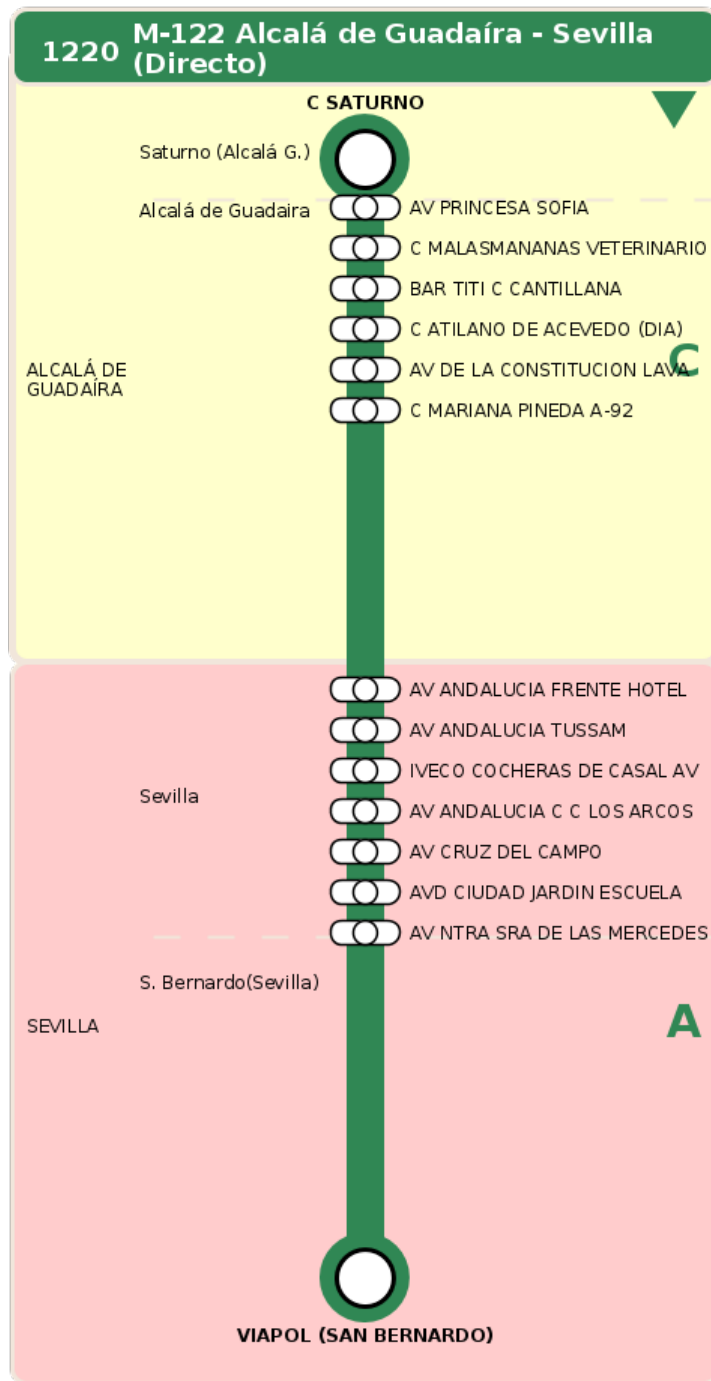 1220
M-122 Alcalá de Guadaíra - Sevilla
(Directo)
C SATURNO
Saturno (Alcalá G.)
Alcalá de Guadaira
AV PRINCESA SOFIA
C MALASMANANAS VETERINARIO
BAR TITI C CANTILLANA
C ATILANO DE ACEVEDO (DIA)
ALCALÁ DE
GUADAÍRA
AV DE LA CONSTITUCION LAVA
C
C MARIANA PINEDA A-92
AV ANDALUCIA FRENTE HOTEL
AV ANDALUCIA TUSSAM
IVECO COCHERAS DE CASAL AV
Sevilla
AV ANDALUCIA C C LOS ARCOS
AV CRUZ DEL CAMPO
AVD CIUDAD JARDIN ESCUELA
AV NTRA SRA DE LAS MERCEDES
S. Bernardo(Sevilla)
SEVILLA
A
VIAPOL (SAN BERNARDO)